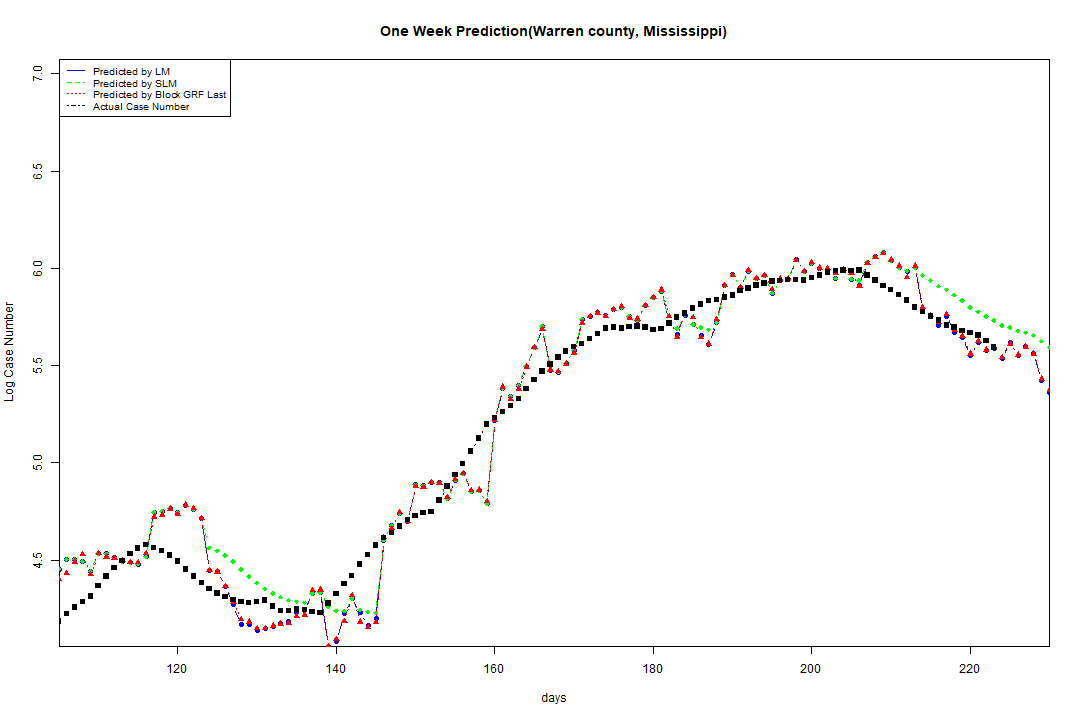 One Week Prediction(Warren county, Mississippi)
Predicted by LM
Predicted by SLM
Predicted by Block GRF Last
Actual Case Number
7.0
6.5
6.0
5.5
5.0
4.5
Log Case Number
120 140 160 180 200 220
days